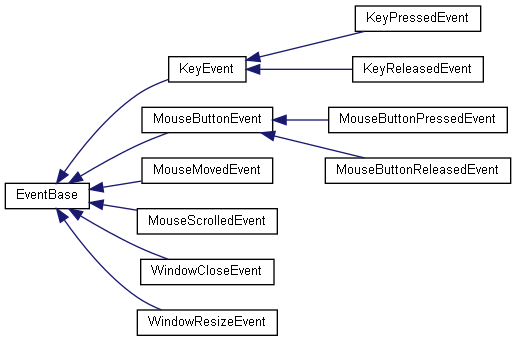 KeyPressedEvent
KeyEvent
KeyReleasedEvent
MouseButtonEvent
MouseButtonPressedEvent
MouseMovedEvent
MouseButtonReleasedEvent
EventBase
MouseScrolledEvent
WindowCloseEvent
WindowResizeEvent